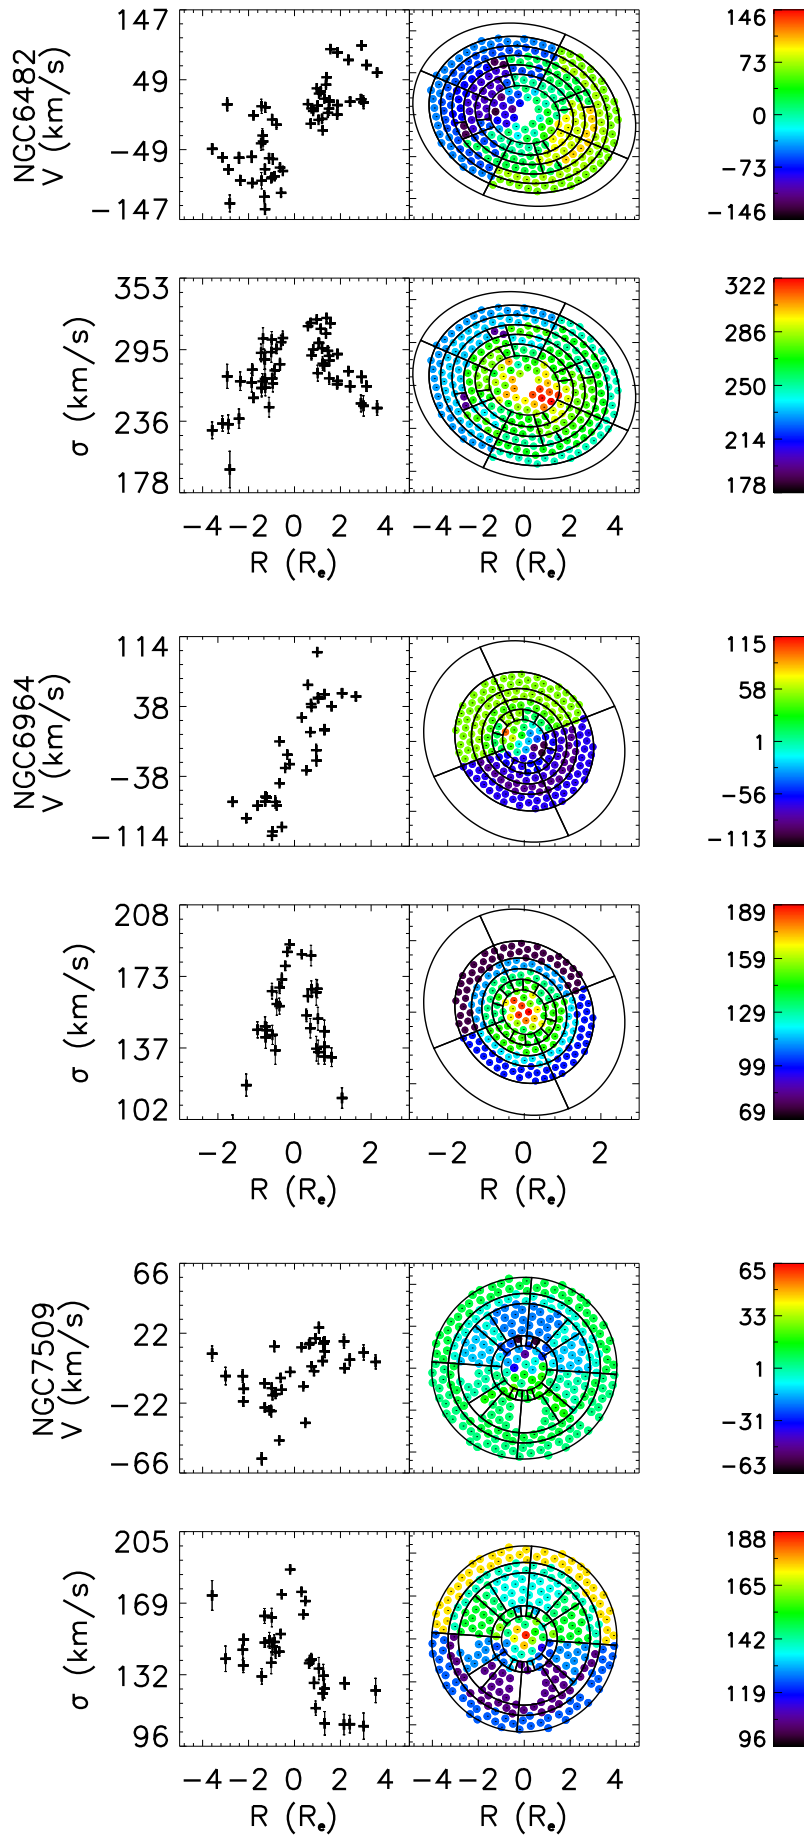 NGC6482
V (km/s)
147
49
−49
−147
146
73
0
−73
−146
σ (km/s)
353
295
236
178
322
286
250
214
178
−4 −2 0 2 4
−4 −2 0 2 4
R (Re)
R (Re)
NGC6964
V (km/s)
114
38
−38
−114
115
58
1
−56
−113
σ (km/s)
208
173
137
102
189
159
129
99
69
−2 0 2
−2 0 2
R (Re)
R (Re)
NGC7509
V (km/s)
66
22
−22
−66
65
33
1
−31
−63
σ (km/s)
205
169
132
96
188
165
142
119
96
−4 −2 0 2 4
−4 −2 0 2 4
R (Re)
R (Re)